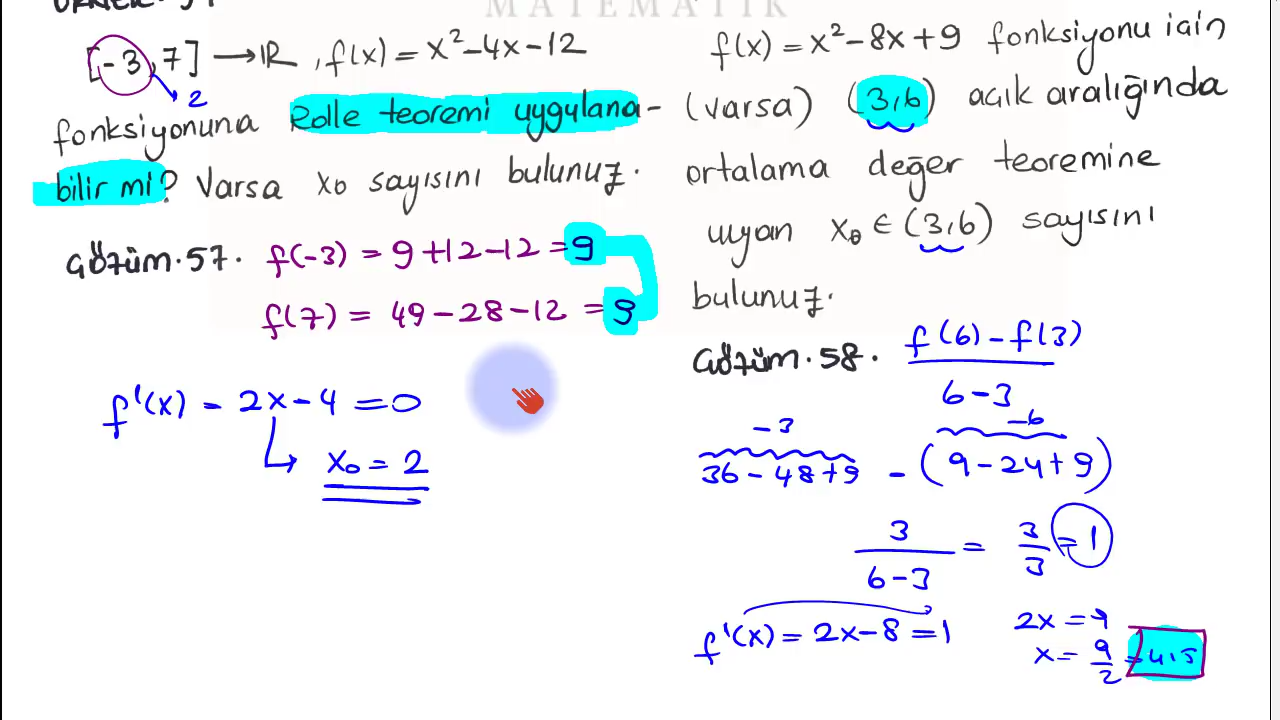 MATEMATİK
[-3,7] → IR , f(x) = x² - 4x - 12
2
fonksiyonuna Rolle teoremi uygulana-
bilir mi? Varsa x₀ sayısını bulunuz.
Çözüm.57. f(-3) = 9 + 12 - 12 = 9
f(7) = 49 - 28 - 12 = 9
f'(x) - 2x - 4 = 0
x₀ = 2
f(x) = x² - 8x + 9 fonksiyonu için
(varsa) (3,6) açık aralığında
ortalama değer teoremine
uyan x₀ ∈ (3,6) sayısını
bulunuz.
Çözüm.58. f(6) - f(3)
6 - 3
-3 -6
36 - 48 + 9 - (9 - 24 + 9)
3/(6 - 3) = 3/3 = 1
f'(x) = 2x - 8 = 1
2x = 9
x = 9/2 = 4,5